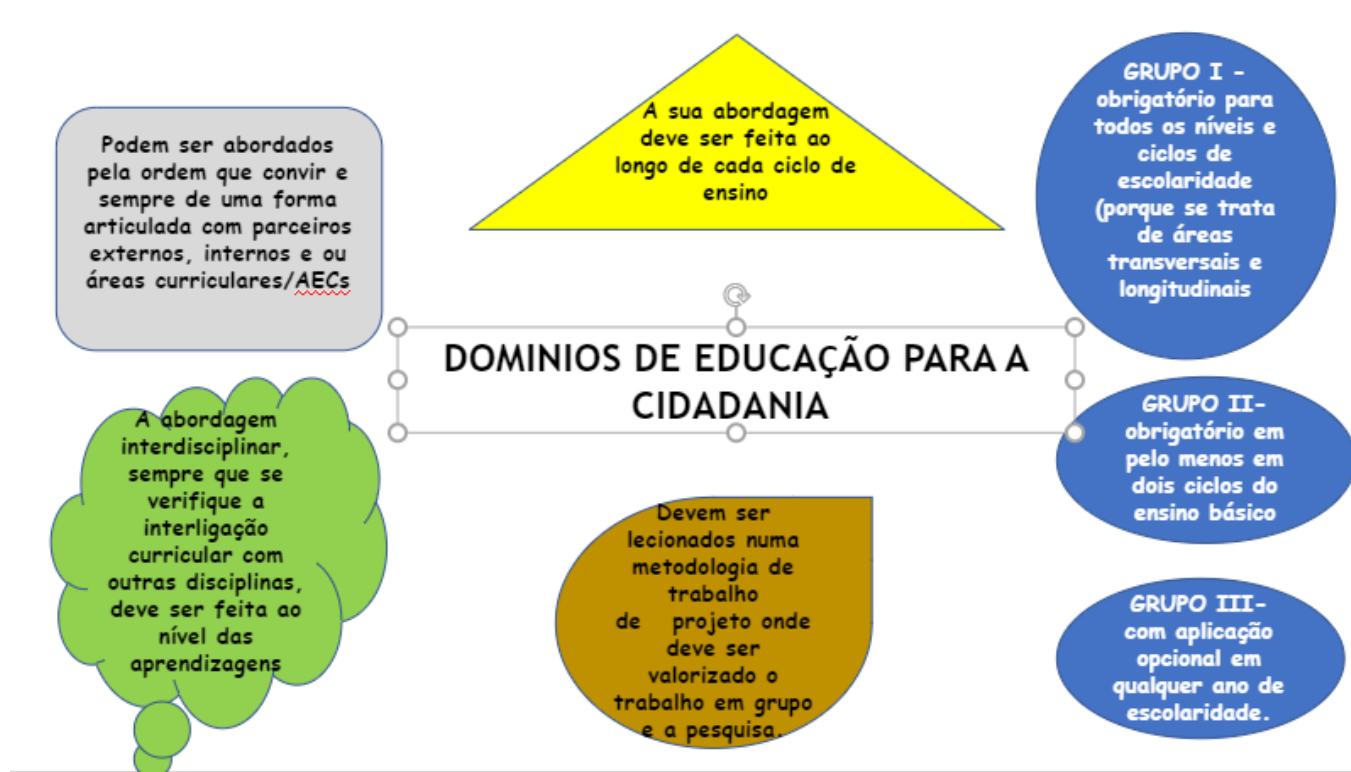 Podem ser abordados
pela ordem que convir e
sempre de uma forma
articulada com parceiros
externos, internos e ou
áreas curriculares/AECs
A sua abordagem
deve ser feita ao
longo de cada ciclo de
ensino
GRUPO I -
obrigatório para
todos os níveis e
ciclos de
escolaridade
(porque se trata
de áreas
transversais e
longitudinais
DOMINIOS DE EDUCAÇÃO PARA A
CIDADANIA
A abordagem
interdisciplinar,
sempre que se
verifique a
interligação
curricular com
outras disciplinas,
deve ser feita ao
nível das
aprendizagens
Devem ser
lecionados numa
metodologia de
trabalho
de projeto onde
deve ser
valorizado o
trabalho em grupo
e a pesquisa.
GRUPO II-
obrigatório em
pelo menos em
dois ciclos do
ensino básico
GRUPO III-
com aplicação
opcional em
qualquer ano de
escolaridade.